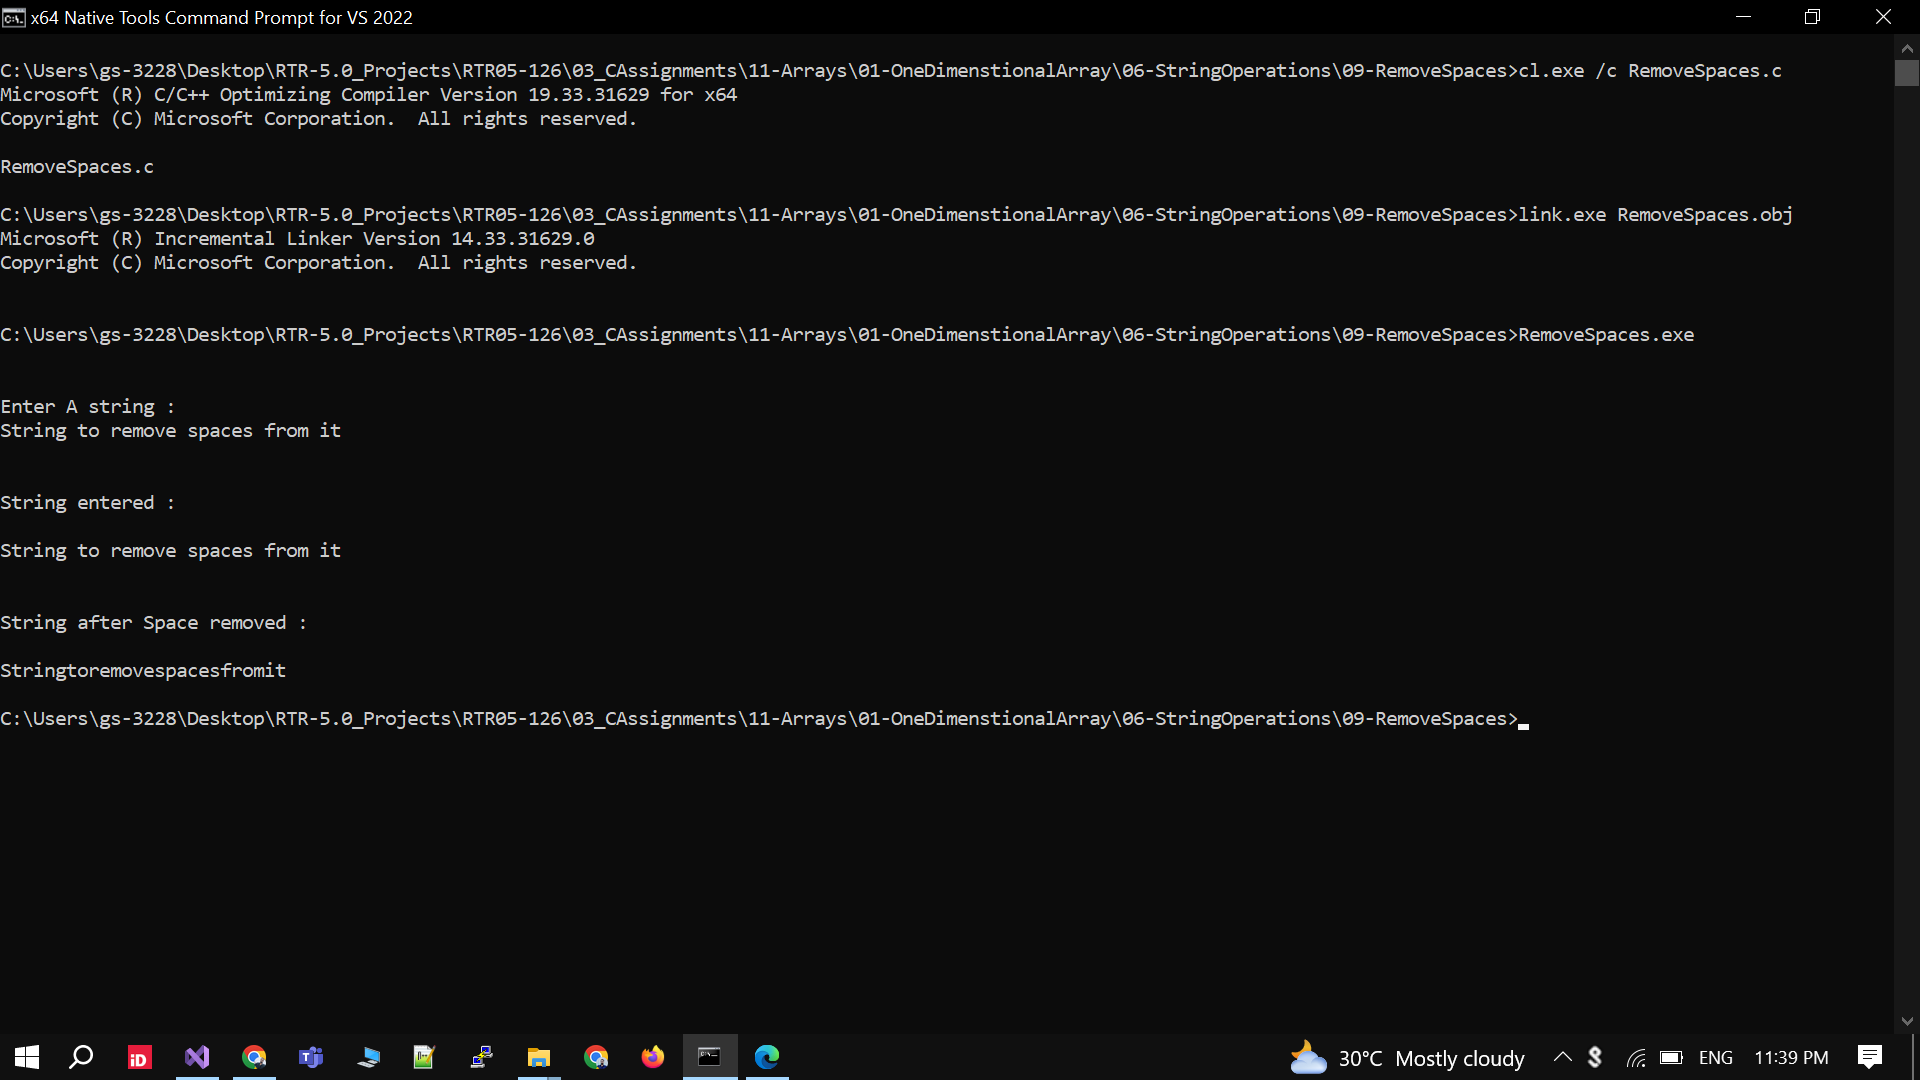 x64 Native Tools Command Prompt for VS 2022
C:\Users\gs-3228\Desktop\RTR-5.0_Projects\RTR05-126\03_CAssignments\11-Arrays\01-OneDimenstionalArray\06-StringOperations\09-RemoveSpaces>cl.exe /c RemoveSpaces.c
Microsoft (R) C/C++ Optimizing Compiler Version 19.33.31629 for x64
Copyright (C) Microsoft Corporation.  All rights reserved.
RemoveSpaces.c
C:\Users\gs-3228\Desktop\RTR-5.0_Projects\RTR05-126\03_CAssignments\11-Arrays\01-OneDimenstionalArray\06-StringOperations\09-RemoveSpaces>link.exe RemoveSpaces.obj
Microsoft (R) Incremental Linker Version 14.33.31629.0
Copyright (C) Microsoft Corporation.  All rights reserved.
C:\Users\gs-3228\Desktop\RTR-5.0_Projects\RTR05-126\03_CAssignments\11-Arrays\01-OneDimenstionalArray\06-StringOperations\09-RemoveSpaces>RemoveSpaces.exe
Enter A string :
String to remove spaces from it
String entered :
String to remove spaces from it
String after Space removed :
Stringtoremovespacesfromit
C:\Users\gs-3228\Desktop\RTR-5.0_Projects\RTR05-126\03_CAssignments\11-Arrays\01-OneDimenstionalArray\06-StringOperations\09-RemoveSpaces>
iD
30°C Mostly cloudy
ENG
11:39 PM